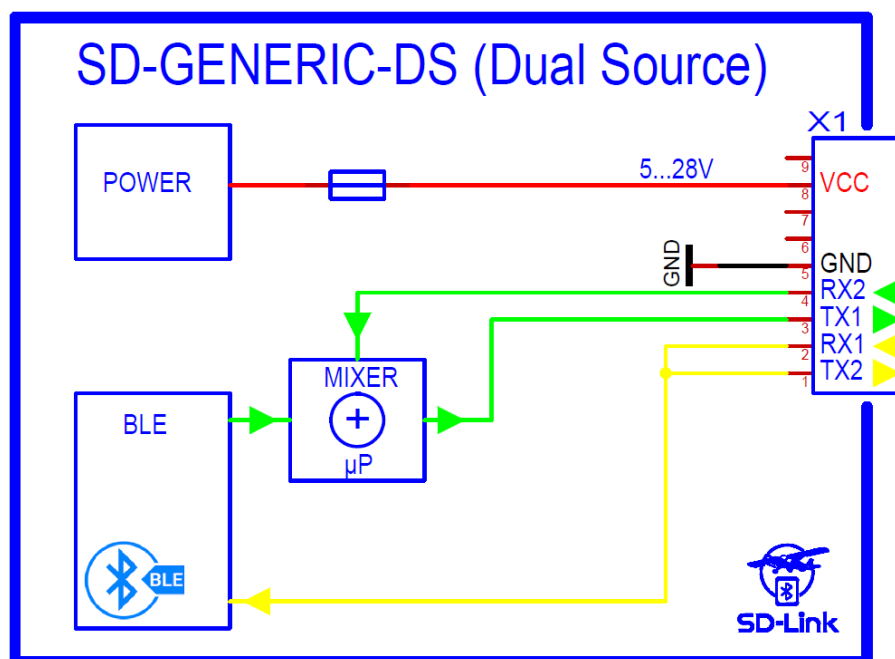 SD-GENERIC-DS (Dual Source)
X1
POWER
5...28V
9
VCC
8
7
6
GND
GND
5
RX2
4
TX1
3
RX1
2
TX2
1
MIXER
+
µP
BLE
BLE
SD-Link